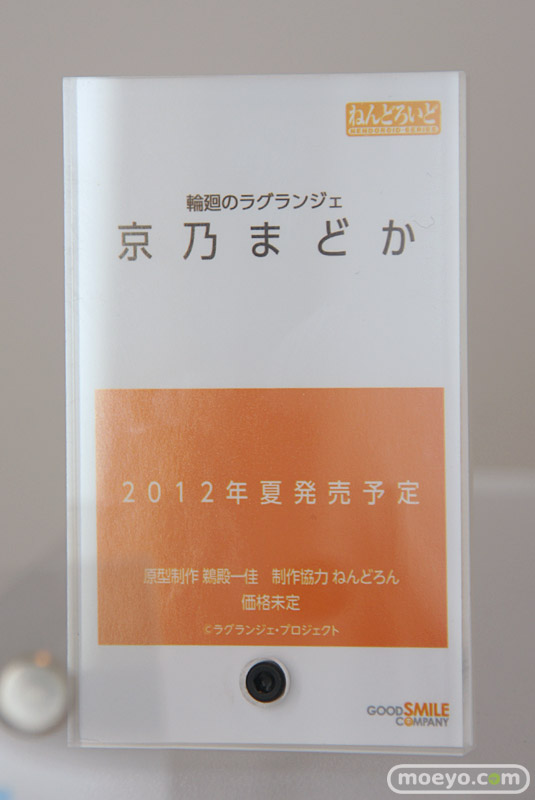 ねんどろいど
NENDOROID SERIES
輪廻のラグランジェ
京乃まどか
2012年夏発売予定
原型制作 鵜殿一佳　制作協力 ねんどろん
価格未定
©ラグランジェ・プロジェクト
GOOD SMILE
COMPANY
moeyo.com